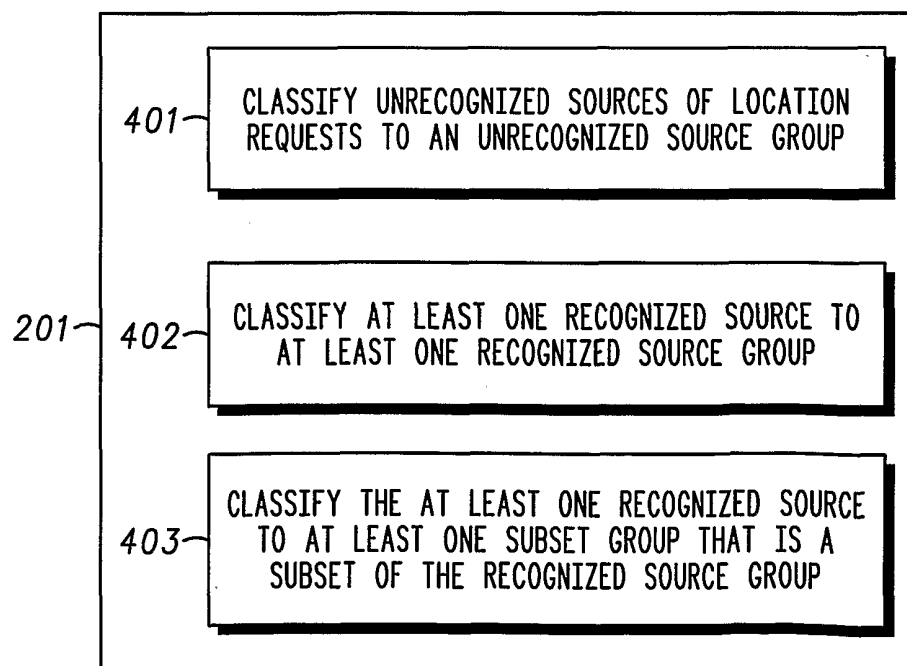 401
CLASSIFY UNRECOGNIZED SOURCES OF LOCATION
REQUESTS TO AN UNRECOGNIZED SOURCE GROUP
201
402
CLASSIFY AT LEAST ONE RECOGNIZED SOURCE TO
AT LEAST ONE RECOGNIZED SOURCE GROUP
403
CLASSIFY THE AT LEAST ONE RECOGNIZED SOURCE
TO AT LEAST ONE SUBSET GROUP THAT IS A
SUBSET OF THE RECOGNIZED SOURCE GROUP